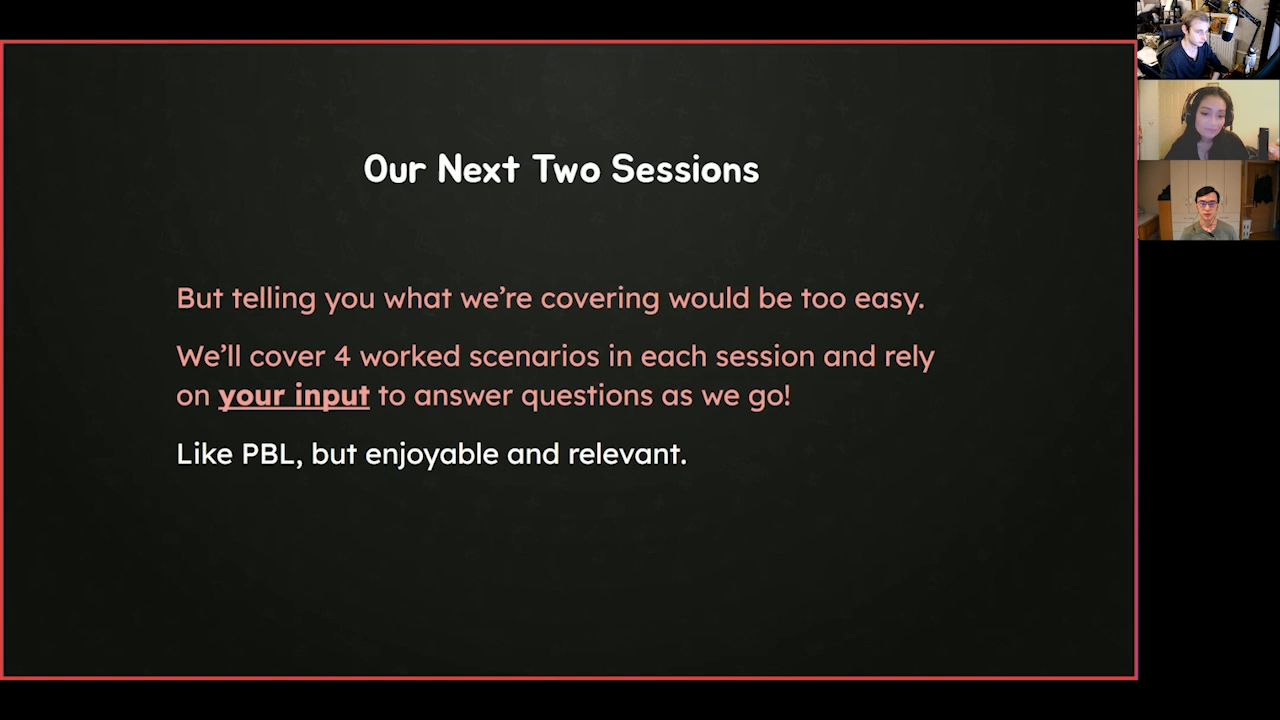 Our Next Two Sessions
But telling you what we’re covering would be too easy.
We’ll cover 4 worked scenarios in each session and rely
on your input to answer questions as we go!
Like PBL, but enjoyable and relevant.